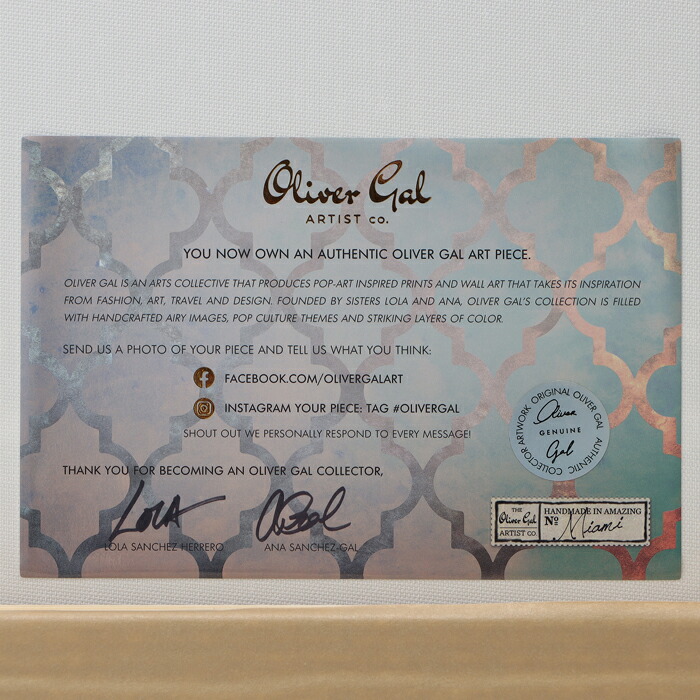 Oliver Gal
ARTIST CO.
YOU NOW OWN AN AUTHENTIC OLIVER GAL ART PIECE.
OLIVER GAL IS AN ARTS COLLECTIVE THAT PRODUCES POP-ART INSPIRED PRINTS AND WALL ART THAT TAKES ITS INSPIRATION
FROM FASHION, ART, TRAVEL AND DESIGN. FOUNDED BY SISTERS LOLA AND ANA, OLIVER GAL'S COLLECTION IS FILLED
WITH HANDCRAFTED AIRY IMAGES, POP CULTURE THEMES AND STRIKING LAYERS OF COLOR.
SEND US A PHOTO OF YOUR PIECE AND TELL US WHAT YOU THINK:
FACEBOOK.COM/OLIVERGALART
INSTAGRAM YOUR PIECE: TAG #OLIVERGAL
SHOUT OUT WE PERSONALLY RESPOND TO EVERY MESSAGE!
ORIGINAL OLIVER GAL AUTHENTIC COLLECTOR ARTWORK
Oliver
GENUINE
Gal
THANK YOU FOR BECOMING AN OLIVER GAL COLLECTOR,
LOLA
LOLA SANCHEZ HERRERO
ANA SANCHEZ-GAL
THE
Oliver Gal
ARTIST CO.
HANDMADE IN AMAZING
Nº Miami